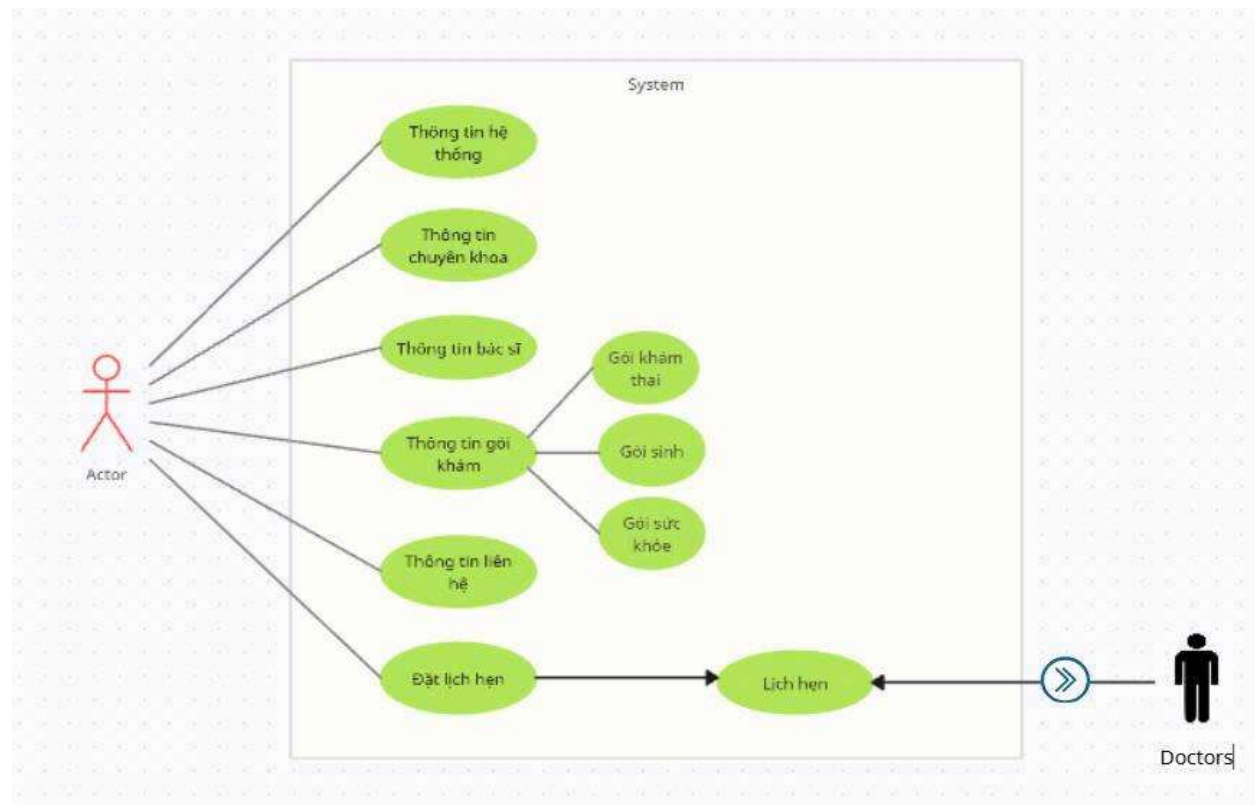 System
Thông tin hệ
thống
Thông tin
chuyên khoa
Thông tin bác sĩ
Gói khám
thai
Thông tin gói
khám
Gói sinh
Gói sức
khỏe
Actor
Thông tin liên
hệ
Đặt lịch hẹn
Lịch hẹn
Doctors